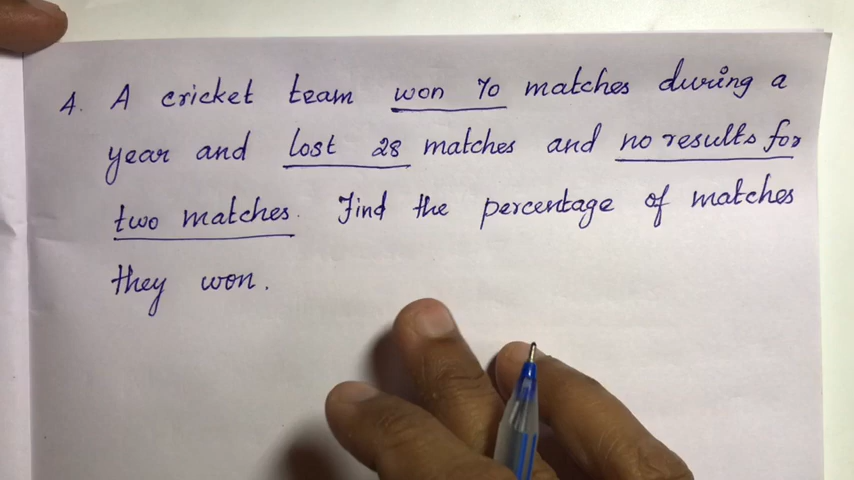 4. A cricket team won 70 matches during a
year and lost 28 matches and no results for
two matches. Find the percentage of matches
they won.